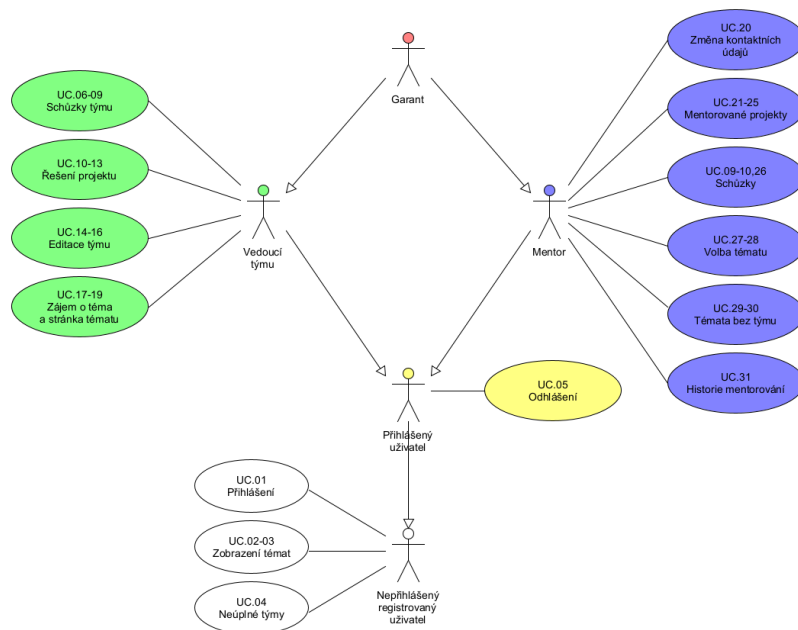 Garant
UC.20
Změna kontaktních
údajů
UC.06-09
Schůzky týmu
UC.21-25
Mentorované projekty
UC.10-13
Řešení projektu
UC.09-10,26
Schůzky
UC.14-16
Editace týmu
Vedoucí
týmu
Mentor
UC.27-28
Volba tématu
UC.17-19
Zájem o téma
a stránka tématu
UC.29-30
Témata bez týmu
UC.05
Odhlášení
UC.31
Historie mentorování
Přihlášený
uživatel
UC.01
Přihlášení
UC.02-03
Zobrazení témat
UC.04
Neúplné týmy
Nepřihlášený
registrovaný
uživatel